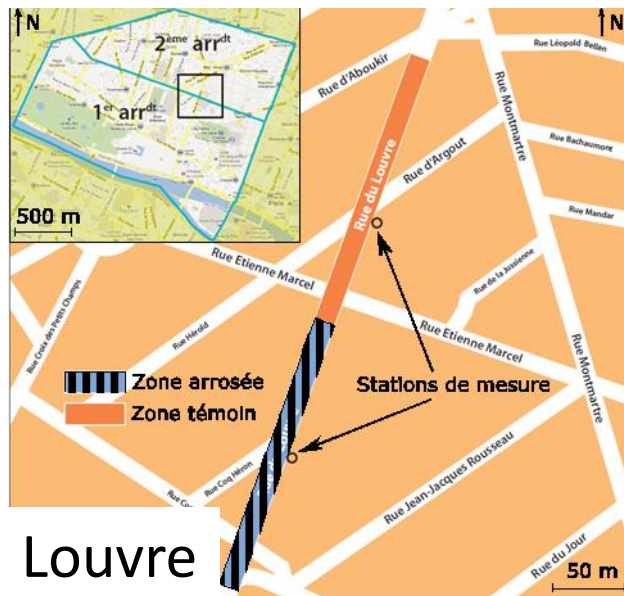 N
2ème arrdt
1er arrdt
500 m
N
Rue d'Aboukir
Rue Léopold Bellan
Rue Montmartre
Rue d'Argout
Rue Bachaumont
Rue du Louvre
Rue Mandar
Rue de la Jussienne
Rue Etienne Marcel
Rue Croix des Petits Champs
Rue Hérold
Rue Etienne Marcel
Rue Montmartre
Zone arrosée
Zone témoin
Stations de mesure
Rue Coq Héron
Rue Jean-Jacques Rousseau
Rue du Jour
Louvre
50 m